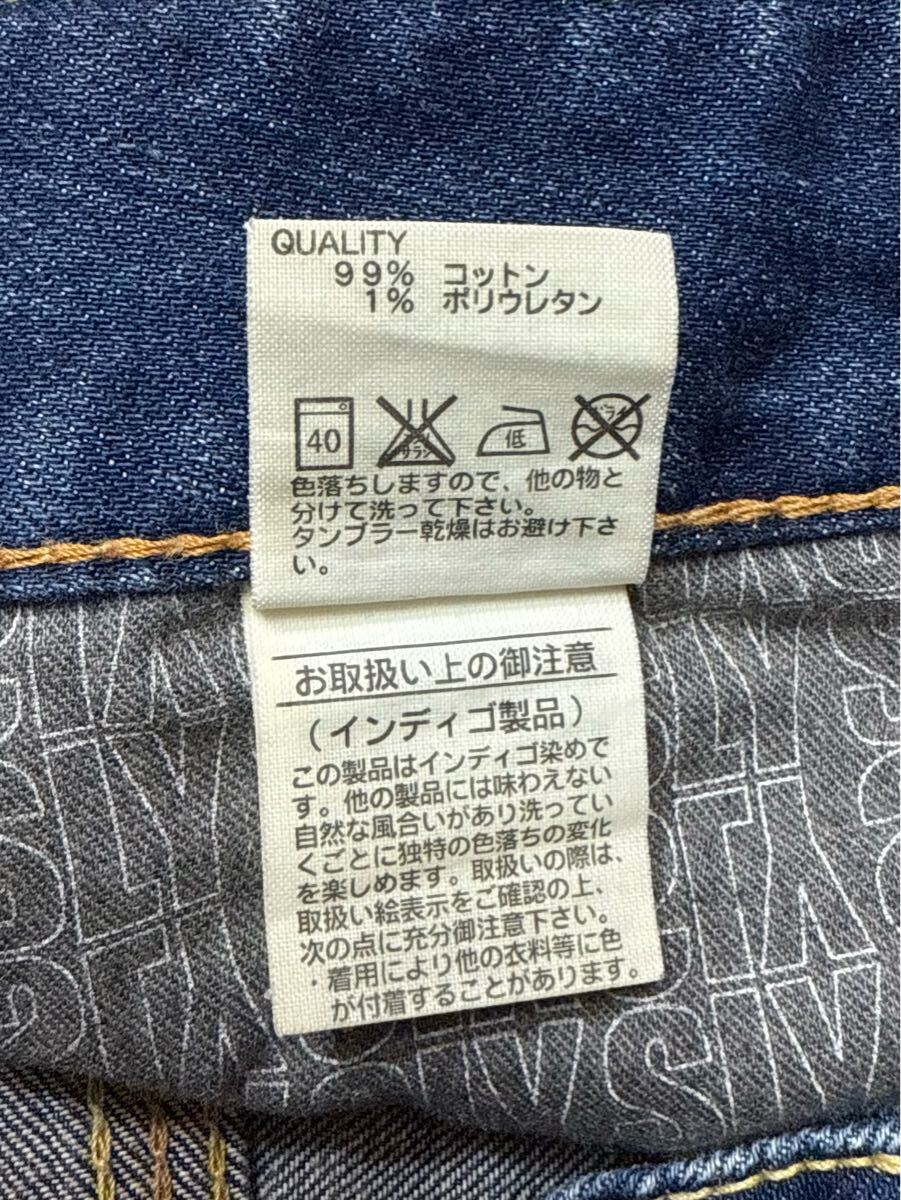 QUALITY
99% コットン
1% ポリウレタン
40
低
ドライ
色落ちしますので、他の物と
分けて洗って下さい。
タンブラー乾燥はお避け下さ
い。
お取扱い上の御注意
(インディゴ製品)
この製品はインディゴ染めで
す。他の製品には味わえない
自然な風合いがあり洗ってい
くごとに独特の色落ちの変化
を楽しめます。取扱いの際は、
取扱い絵表示をご確認の上、
次の点に充分御注意下さい。
・着用により他の衣料等に色
が付着することがあります。